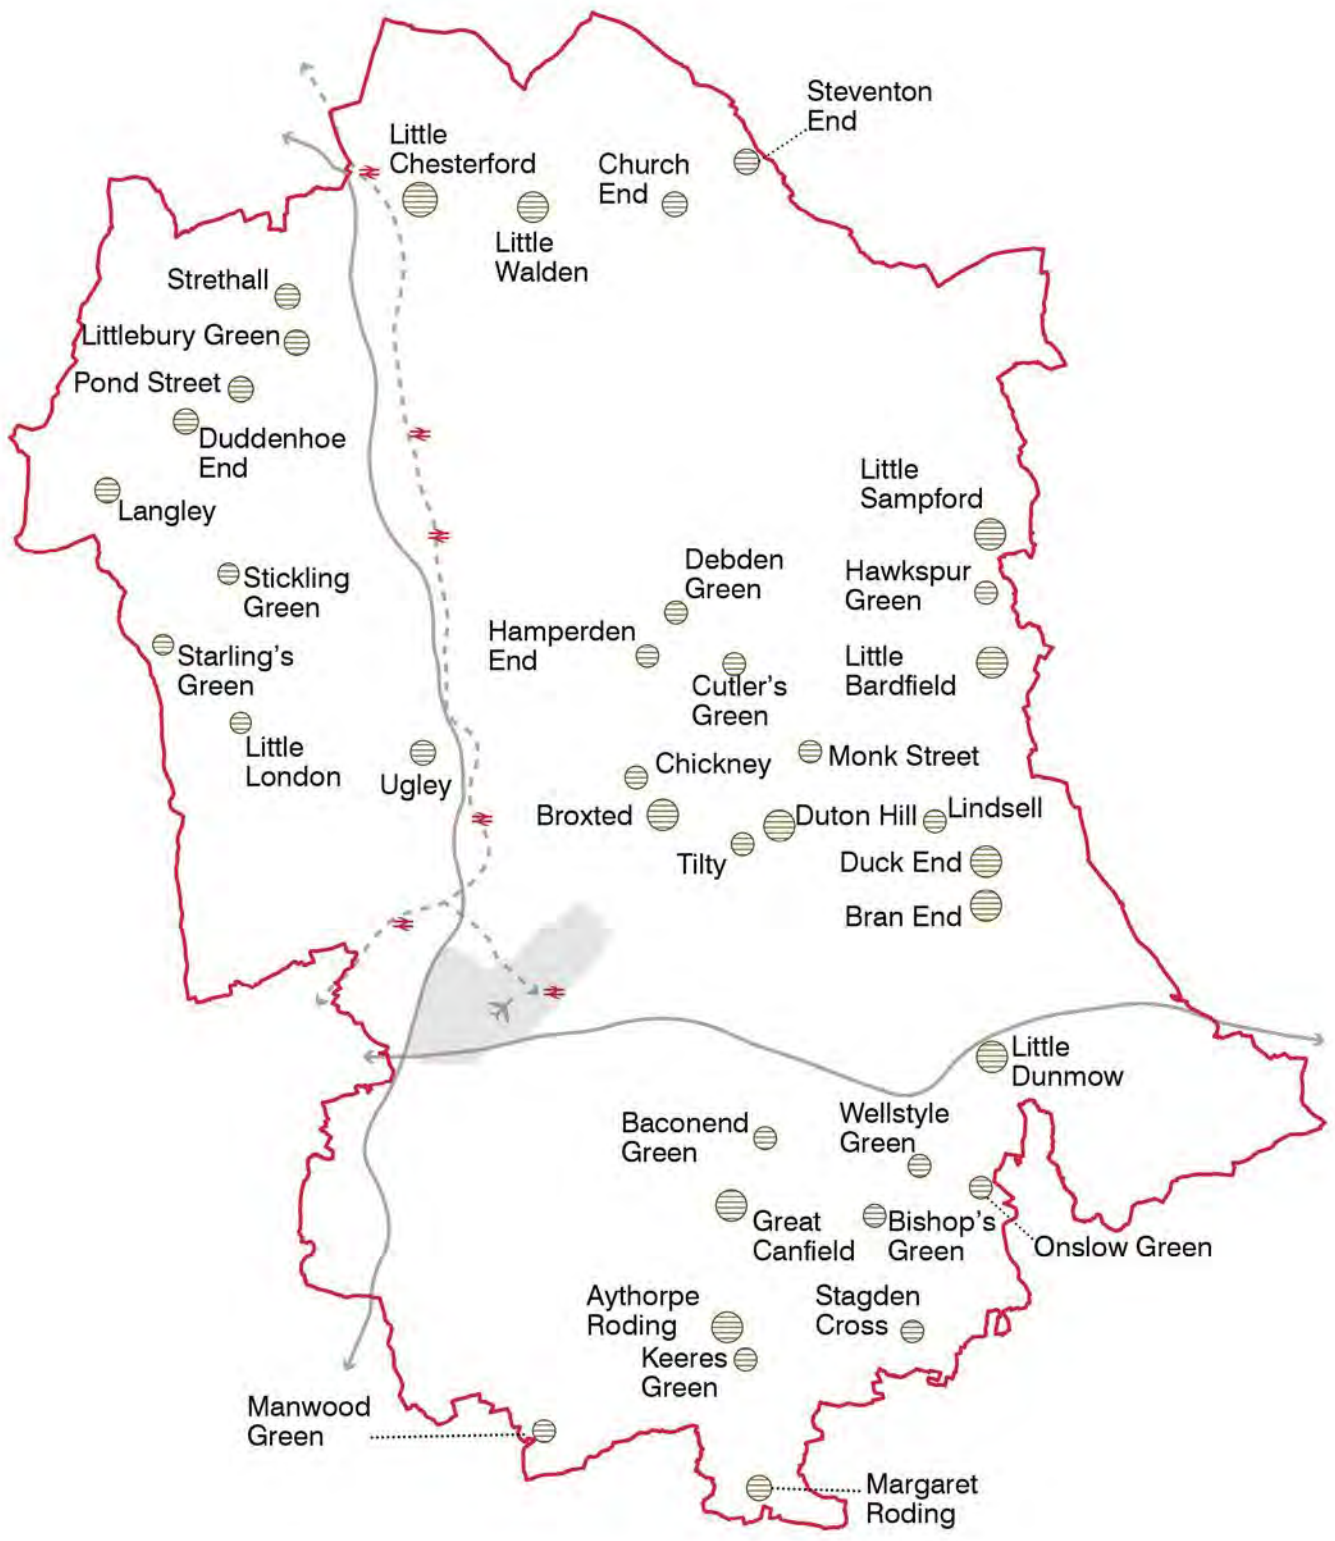 Steventon
End
Little
Chesterford
Church
End
Little
Walden
Strethall
Littlebury Green
Pond Street
Duddenhoe
End
Langley
Little
Sampford
Stickling
Green
Debden
Green
Hawkspur
Green
Hamperden
End
Starling's
Green
Little
Bardfield
Cutler's
Green
Little
London
Ugley
Chickney
Monk Street
Broxted
Duton Hill
Lindsell
Tilty
Duck End
Bran End
Little
Dunmow
Baconend
Green
Wellstyle
Green
Great
Canfield
Bishop's
Green
Onslow Green
Aythorpe
Roding
Stagden
Cross
Keeres
Green
Manwood
Green
Margaret
Roding